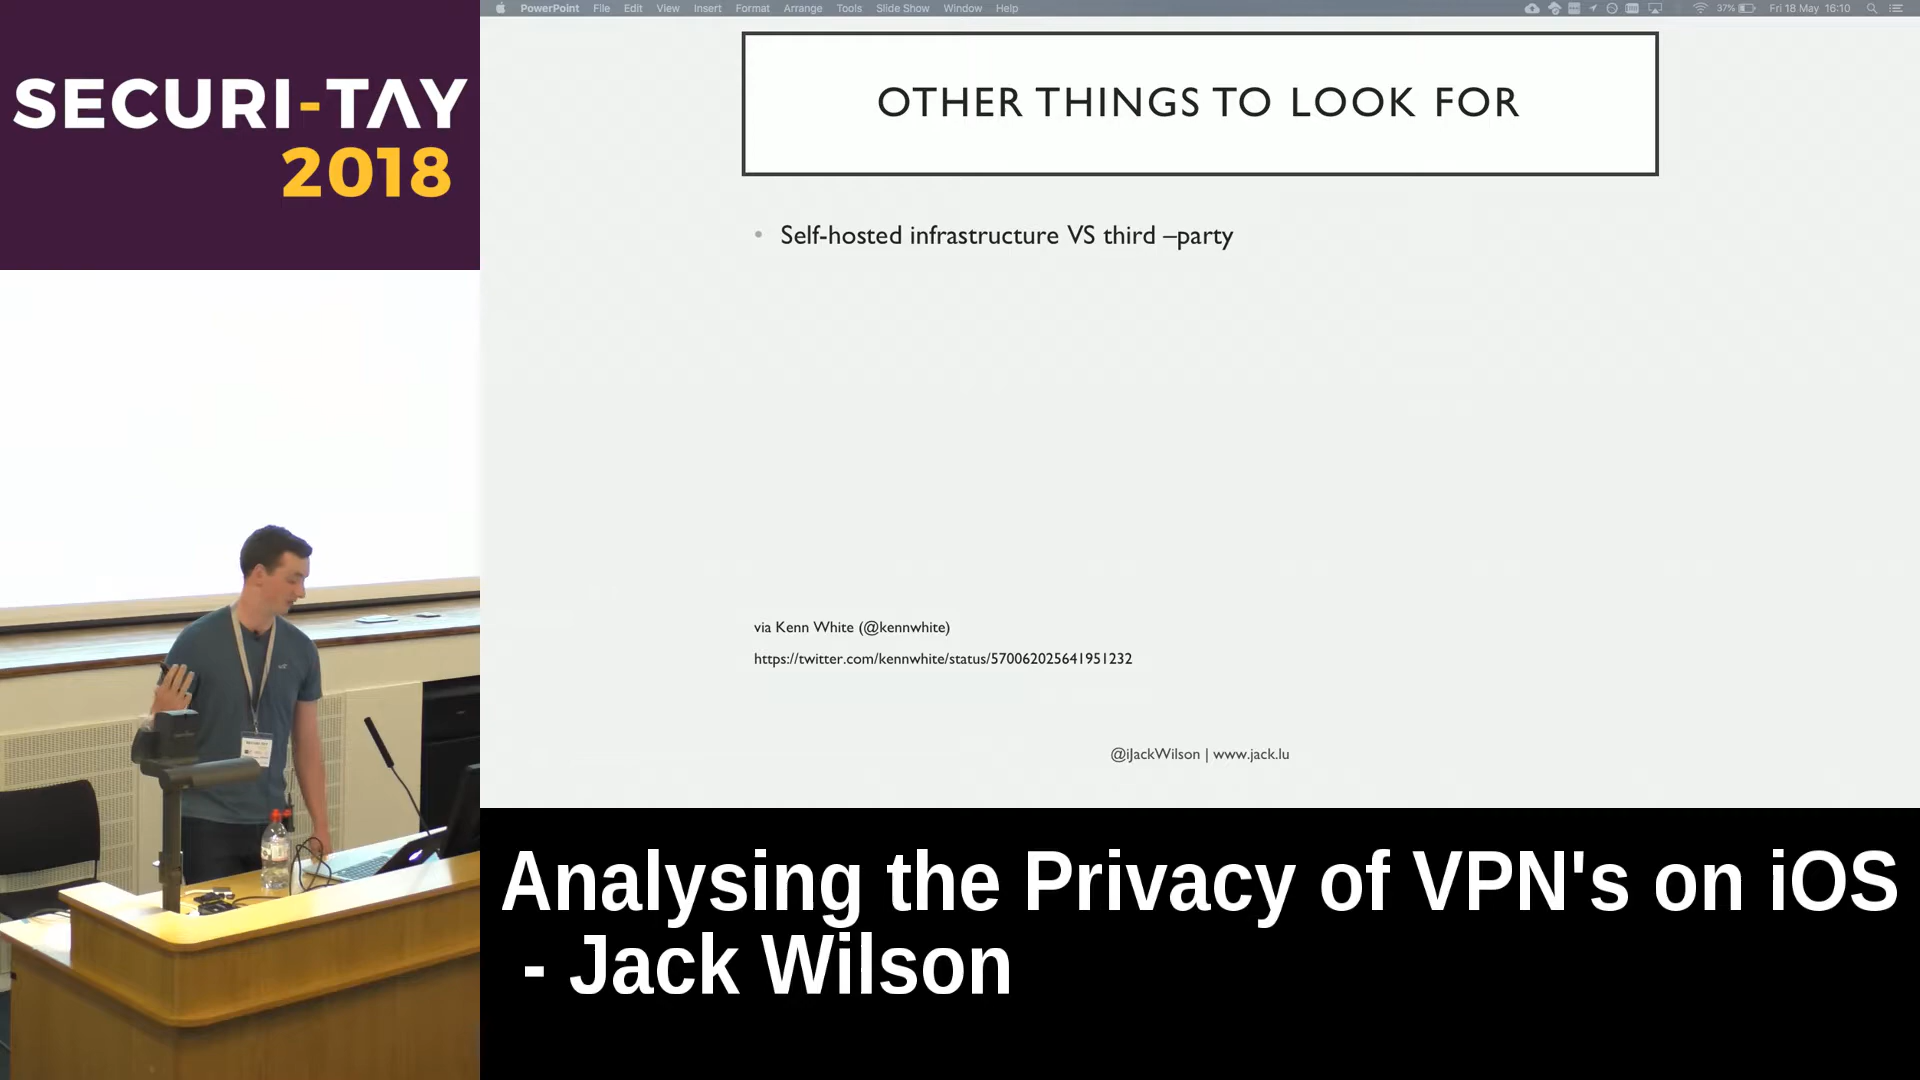 SECURI-TAY
2018
PowerPoint File Edit View Insert Format Arrange Tools Slide Show Window Help
37% Fri 18 May 16:10
OTHER THINGS TO LOOK FOR
• Self-hosted infrastructure VS third –party
via Kenn White (@kennwhite)
https://twitter.com/kennwhite/status/570062025641951232
@iJackWilson | www.jack.lu
Analysing the Privacy of VPN's on iOS
- Jack Wilson